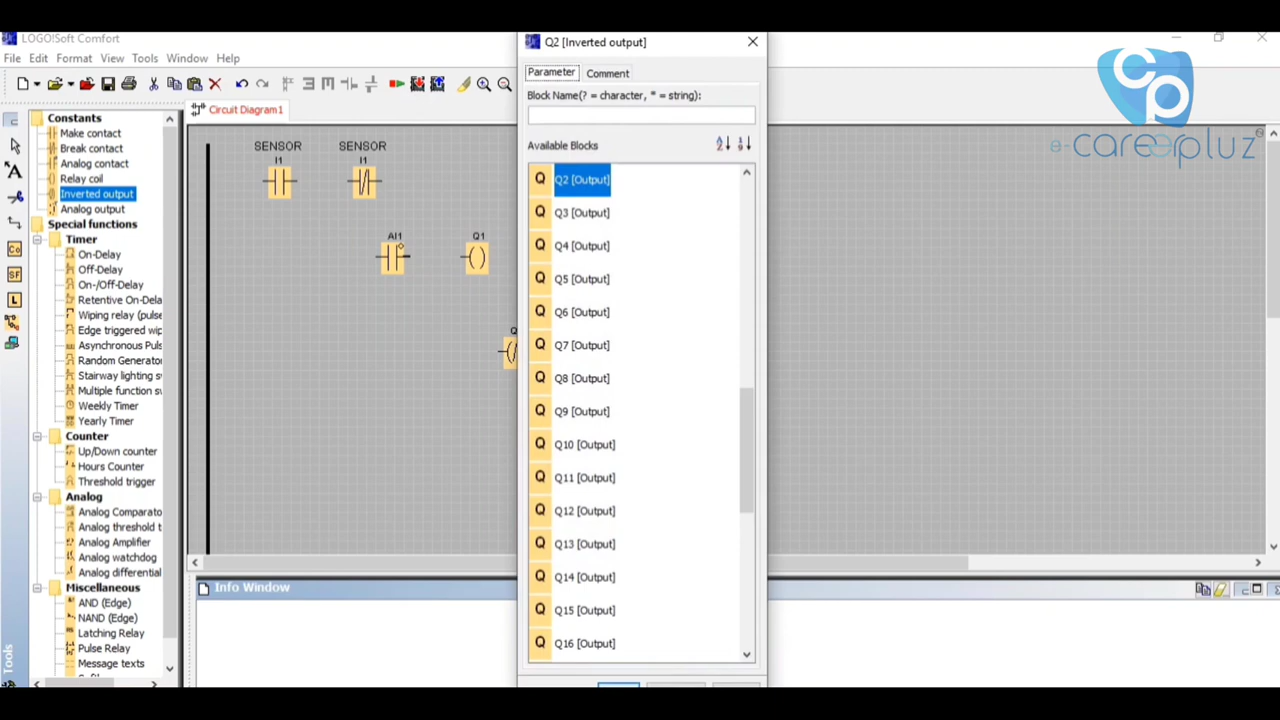 LOGO!Soft Comfort
File Edit Format View Tools Window Help
Circuit Diagram1
Constants
Make contact
Break contact
Analog contact
Relay coil
Inverted output
Analog output
Special functions
Timer
On-Delay
Off-Delay
On-/Off-Delay
Retentive On-Dela
Wiping relay (pulse
Edge triggered wip
Asynchronous Puls
Random Generator
Stairway lighting s
Multiple function sv
Weekly Timer
Yearly Timer
Counter
Up/Down counter
Hours Counter
Threshold trigger
Analog
Analog Comparato
Analog threshold t
Analog Amplifier
Analog watchdog
Analog differential
Miscellaneous
AND (Edge)
NAND (Edge)
Latching Relay
Pulse Relay
Message texts
Tools
Co
SF
L
SENSOR SENSOR
I1 I1
AI1 Q1
Info Window
Q2 [Inverted output]
Parameter Comment
Block Name(? = character, * = string):
Available Blocks
Q Q2 [Output]
Q Q3 [Output]
Q Q4 [Output]
Q Q5 [Output]
Q Q6 [Output]
Q Q7 [Output]
Q Q8 [Output]
Q Q9 [Output]
Q Q10 [Output]
Q Q11 [Output]
Q Q12 [Output]
Q Q13 [Output]
Q Q14 [Output]
Q Q15 [Output]
Q Q16 [Output]
CP
e-careerpluz